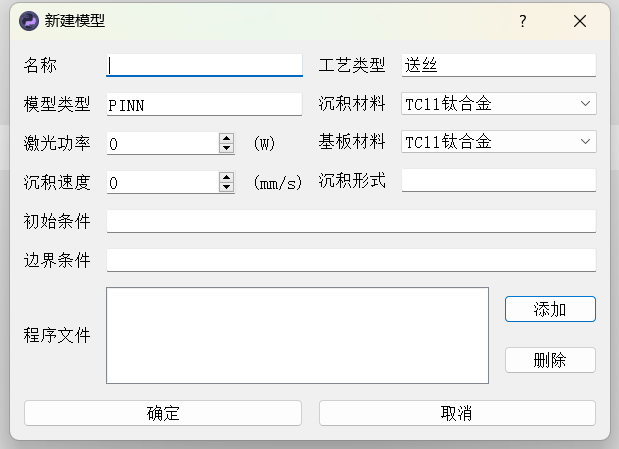 新建模型 ?
名称 工艺类型 送丝
模型类型 PINN 沉积材料 TC11钛合金
激光功率 0 (W) 基板材料 TC11钛合金
沉积速度 0 (mm/s) 沉积形式
初始条件
边界条件
程序文件
添加
删除
确定 取消